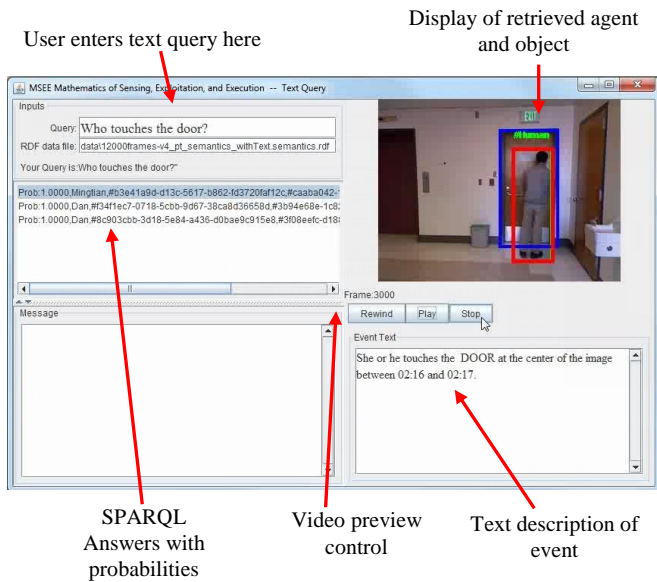 User enters text query here
Display of retrieved agent
and object
MSEE Mathematics of Sensing, Exploitation, and Execution -- Text Query
Inputs
Query: Who touches the door?
RDF data file: data\12000frames-v4_pt_semantics_withText.semantics.rdf
Your Query is:Who touches the door?"
Prob:1.0000,Mingtian,#b3e41a9d-d13c-5617-b862-fd3720faf12c,#caaba042-
Prob:1.0000,Dan,#f34f1ec7-0718-5cbb-9d67-38ca8d36658d,#3b94e68e-1c8
Prob:1.0000,Dan,#8c903cbb-3d18-5e84-a436-d0bae9c915e8,#3f08eefc-d18
EXIT
#Human
Frame:3000
Rewind Play Stop
Message
Event Text
She or he touches the DOOR at the center of the image
between 02:16 and 02:17.
SPARQL
Answers with
probabilities
Video preview
control
Text description of
event